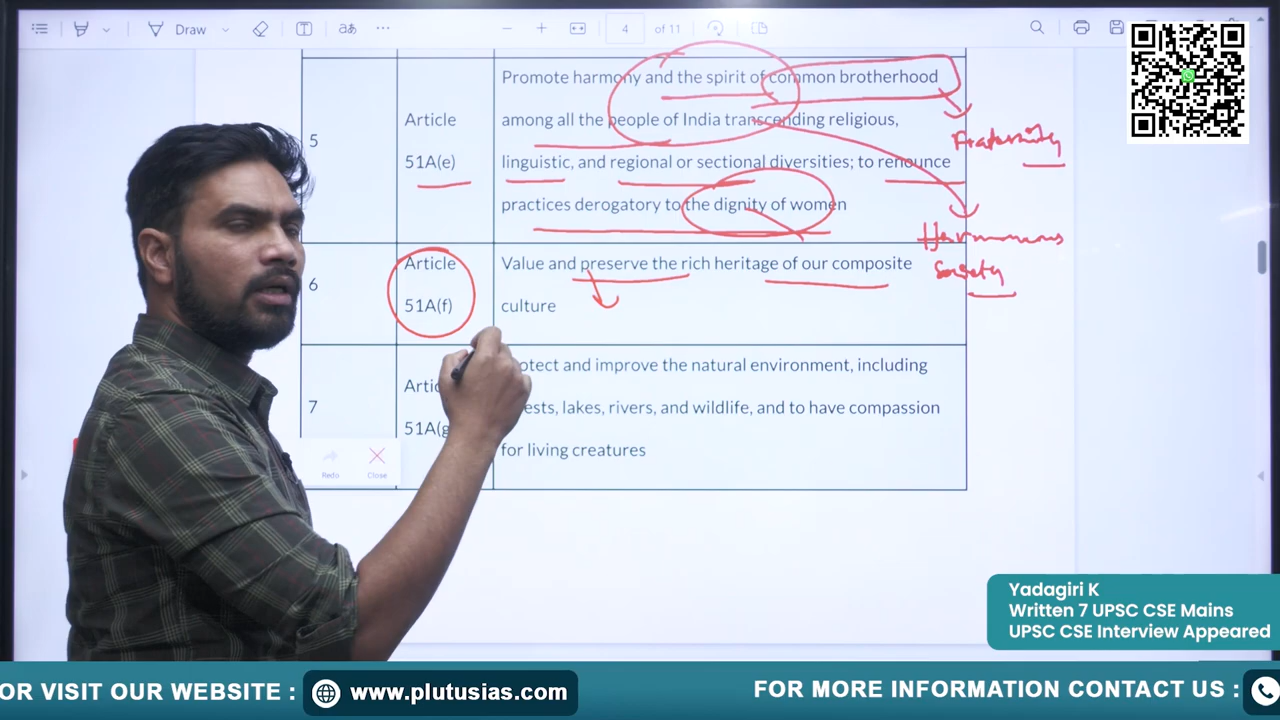 Draw
aあ
4 of 11
5
Article
51A(e)
Promote harmony and the spirit of common brotherhood
among all the people of India transcending religious,
linguistic, and regional or sectional diversities; to renounce
practices derogatory to the dignity of women
Fraternity
Harmonious
Society
6
Article
51A(f)
Value and preserve the rich heritage of our composite
culture
7
51A(g
and improve the natural environment, including
lakes, rivers, and wildlife, and to have compassion
for living creatures
Redo
Close
Yadagiri K
Written 7 UPSC CSE Mains
UPSC CSE Interview Appeared
OR VISIT OUR WEBSITE :
www.plutusias.com
FOR MORE INFORMATION CONTACT US :